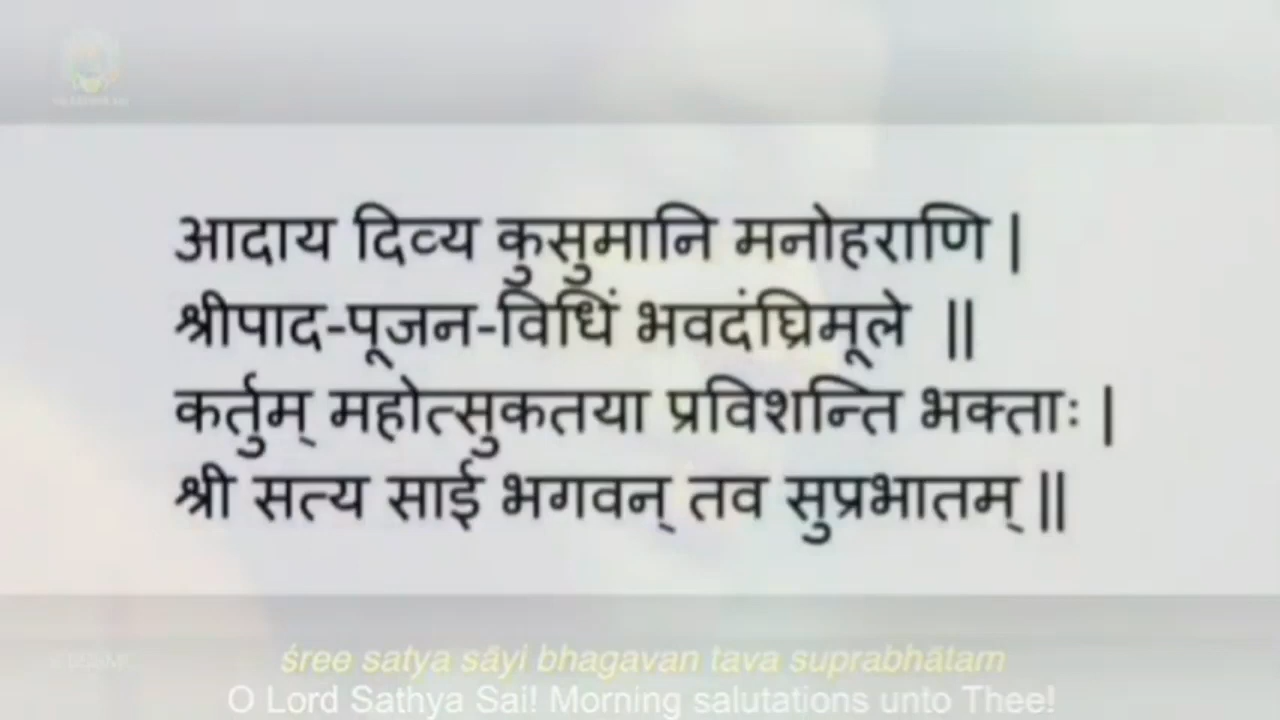 आदाय दिव्य कुसुमानि मनोहराणि |
श्रीपाद-पूजन-विधिं भवदंघ्रिमूले ||
कर्तुम् महोत्सुकतया प्रविशन्ति भक्ताः |
श्री सत्य साई भगवन् तव सुप्रभातम् ||
śree satya sāyi bhagavan tava suprabhātam
O Lord Sathya Sai! Morning salutations unto Thee!